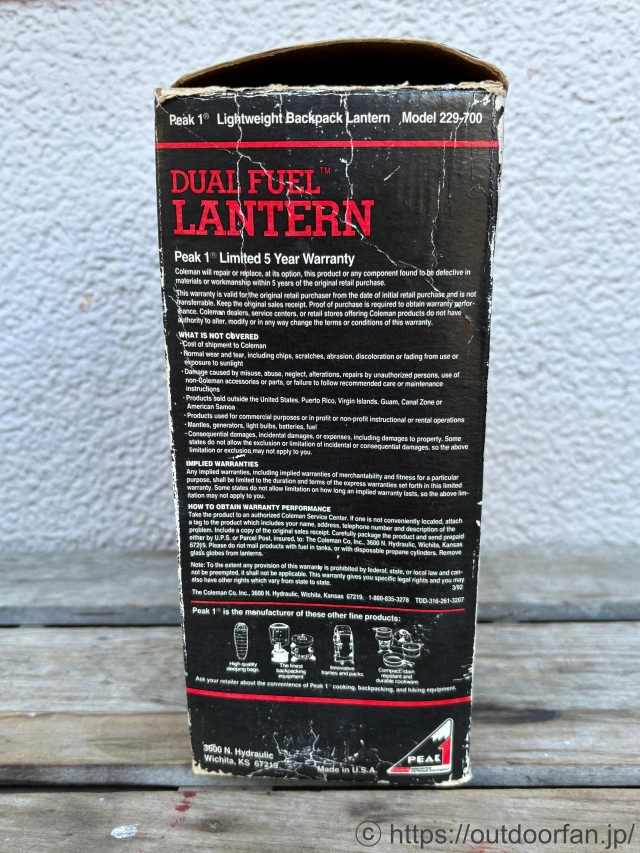 Peak 1® Lightweight Backpack Lantern Model 229-700
DUAL FUEL™
LANTERN
Peak 1® Limited 5 Year Warranty
Coleman will repair or replace, at its option, this product or any component found to be defective in
materials or workmanship within 5 years of the original retail purchase.
This warranty is valid for the original retail purchaser from the date of initial retail purchase and is not
transferable. Keep the original sales receipt. Proof of purchase is required to obtain warranty perfor-
mance. Coleman dealers, service centers, or retail stores offering Coleman products do not have
authority to alter, modify or in any way change the terms or conditions of this warranty.
WHAT IS NOT COVERED
· Cost of shipment to Coleman
· Normal wear and tear, including chips, scratches, abrasion, discoloration or fading from use or
exposure to sunlight
· Damage caused by misuse, abuse, neglect, alterations, repairs by unauthorized persons, use of
non-Coleman accessories or parts, or failure to follow recommended care or maintenance
instructions
· Products sold outside the United States, Puerto Rico, Virgin Islands, Guam, Canal Zone or
American Samoa
· Products used for commercial purposes or in profit or non-profit instructional or rental operations
· Mantles, generators, light bulbs, batteries, fuel
· Consequential damages, incidental damages, or expenses, including damages to property. Some
states do not allow the exclusion or limitation of incidental or consequential damages, so the above
limitation or exclusion may not apply to you.
IMPLIED WARRANTIES
Any implied warranties, including implied warranties of merchantability and fitness for a particular
purpose, shall be limited to the duration and terms of the express warranties set forth in this limited
warranty. Some states do not allow limitation on how long an implied warranty lasts, so the above lim-
itation may not apply to you.
HOW TO OBTAIN WARRANTY PERFORMANCE
Take the product to an authorized Coleman Service Center. If one is not conveniently located, attach
a tag to the product which includes your name, address, telephone number and description of the
problem. Include a copy of the original sales receipt. Carefully package the product and send prepaid
either by U.P.S. or Parcel Post, insured, to: The Coleman Co, Inc., 3600 N. Hydraulic, Wichita, Kansas
67219. Please do not mail products with fuel in tanks, or with disposable propane cylinders. Remove
glass globes from lanterns.
Note: To the extent any provision of this warranty is prohibited by federal, state, or local law and can-
not be preempted, it shall not be applicable. This warranty gives you specific legal rights and you may
also have other rights which vary from state to state. 3/92
The Coleman Co, Inc., 3600 N. Hydraulic, Wichita, Kansas 67219. 1-800-835-3278 TDD-316-261-3207
Peak 1® is the manufacturer of these other fine products:
High quality
sleeping bags.
The finest
backpacking
equipment
Innovative
frames and packs.
Compact, stain
resistant and
durable cookware.
Ask your retailer about the convenience of Peak 1® cooking, backpacking, and hiking equipment.
3600 N. Hydraulic
Wichita, KS 67219
Made in U.S.A.
PEAK 1
© https://outdoorfan.jp/